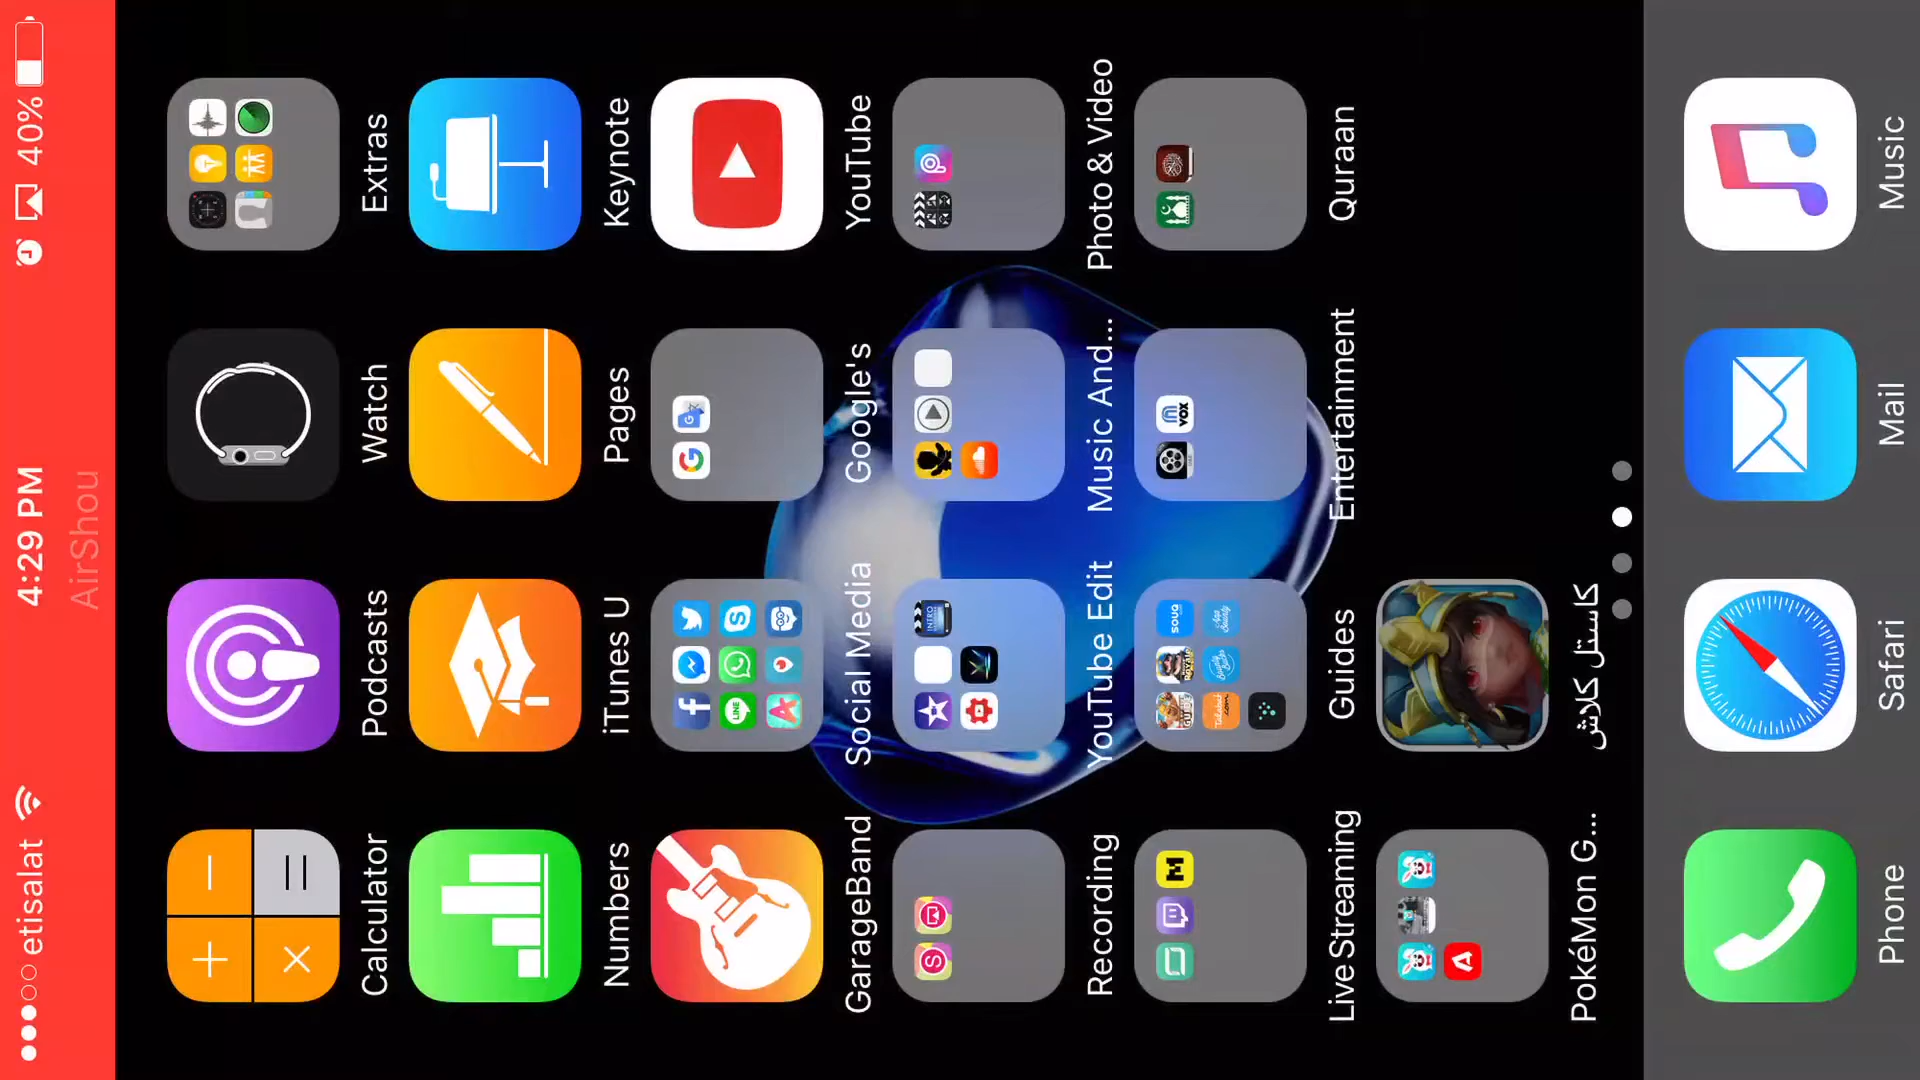 etisalat 4:29 PM 40%
AirShou
Calculator Podcasts Watch Extras
Numbers iTunes U Pages Keynote
GarageBand Social Media Google's YouTube
Recording YouTube Edit Music And... Photo & Video
Live Streaming Guides Entertainment Quraan
PokéMon G... كاستل كلاش
Phone Safari Mail Music